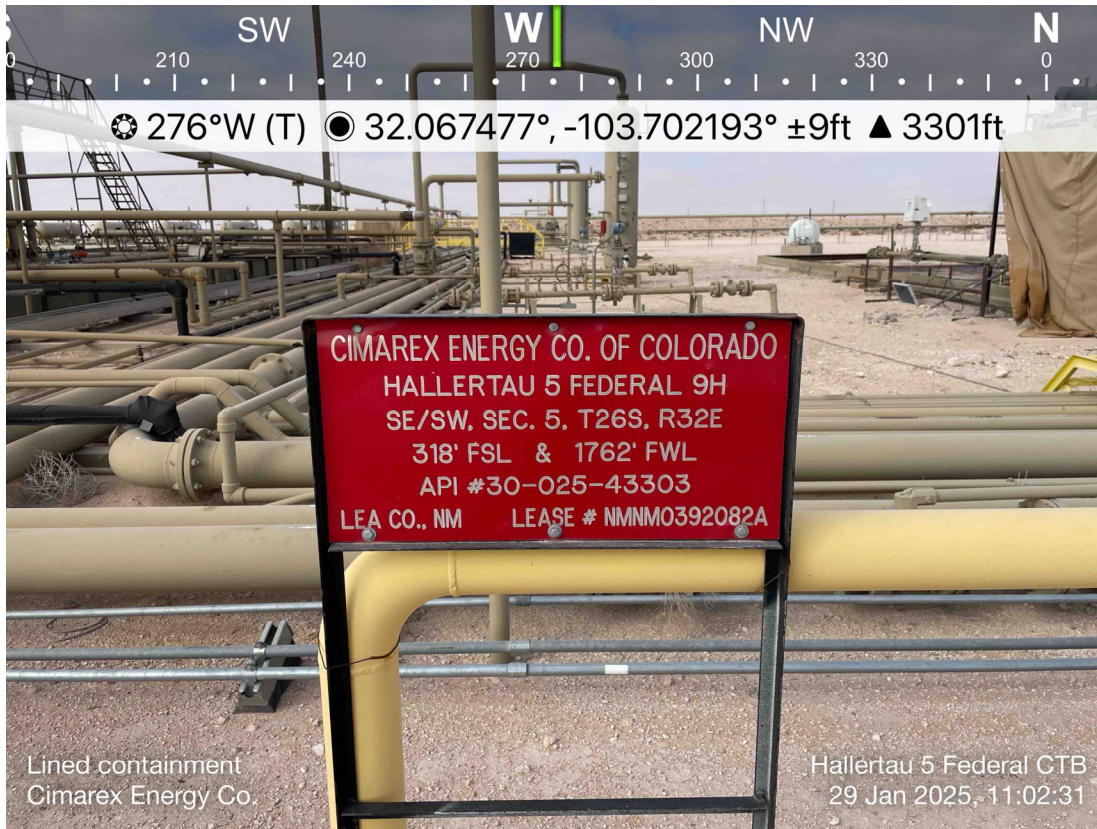 S SW W NW N
0 210 240 270 300 330 0
276°W (T) 32.067477°, -103.702193° ±9ft ▲ 3301ft
CIMAREX ENERGY CO. OF COLORADO
HALLERTAU 5 FEDERAL 9H
SE/SW, SEC. 5, T26S, R32E
318' FSL & 1762' FWL
API #30-025-43303
LEA CO., NM LEASE # NMNM0392082A
Lined containment
Cimarex Energy Co.
Hallertau 5 Federal CTB
29 Jan 2025, 11:02:31